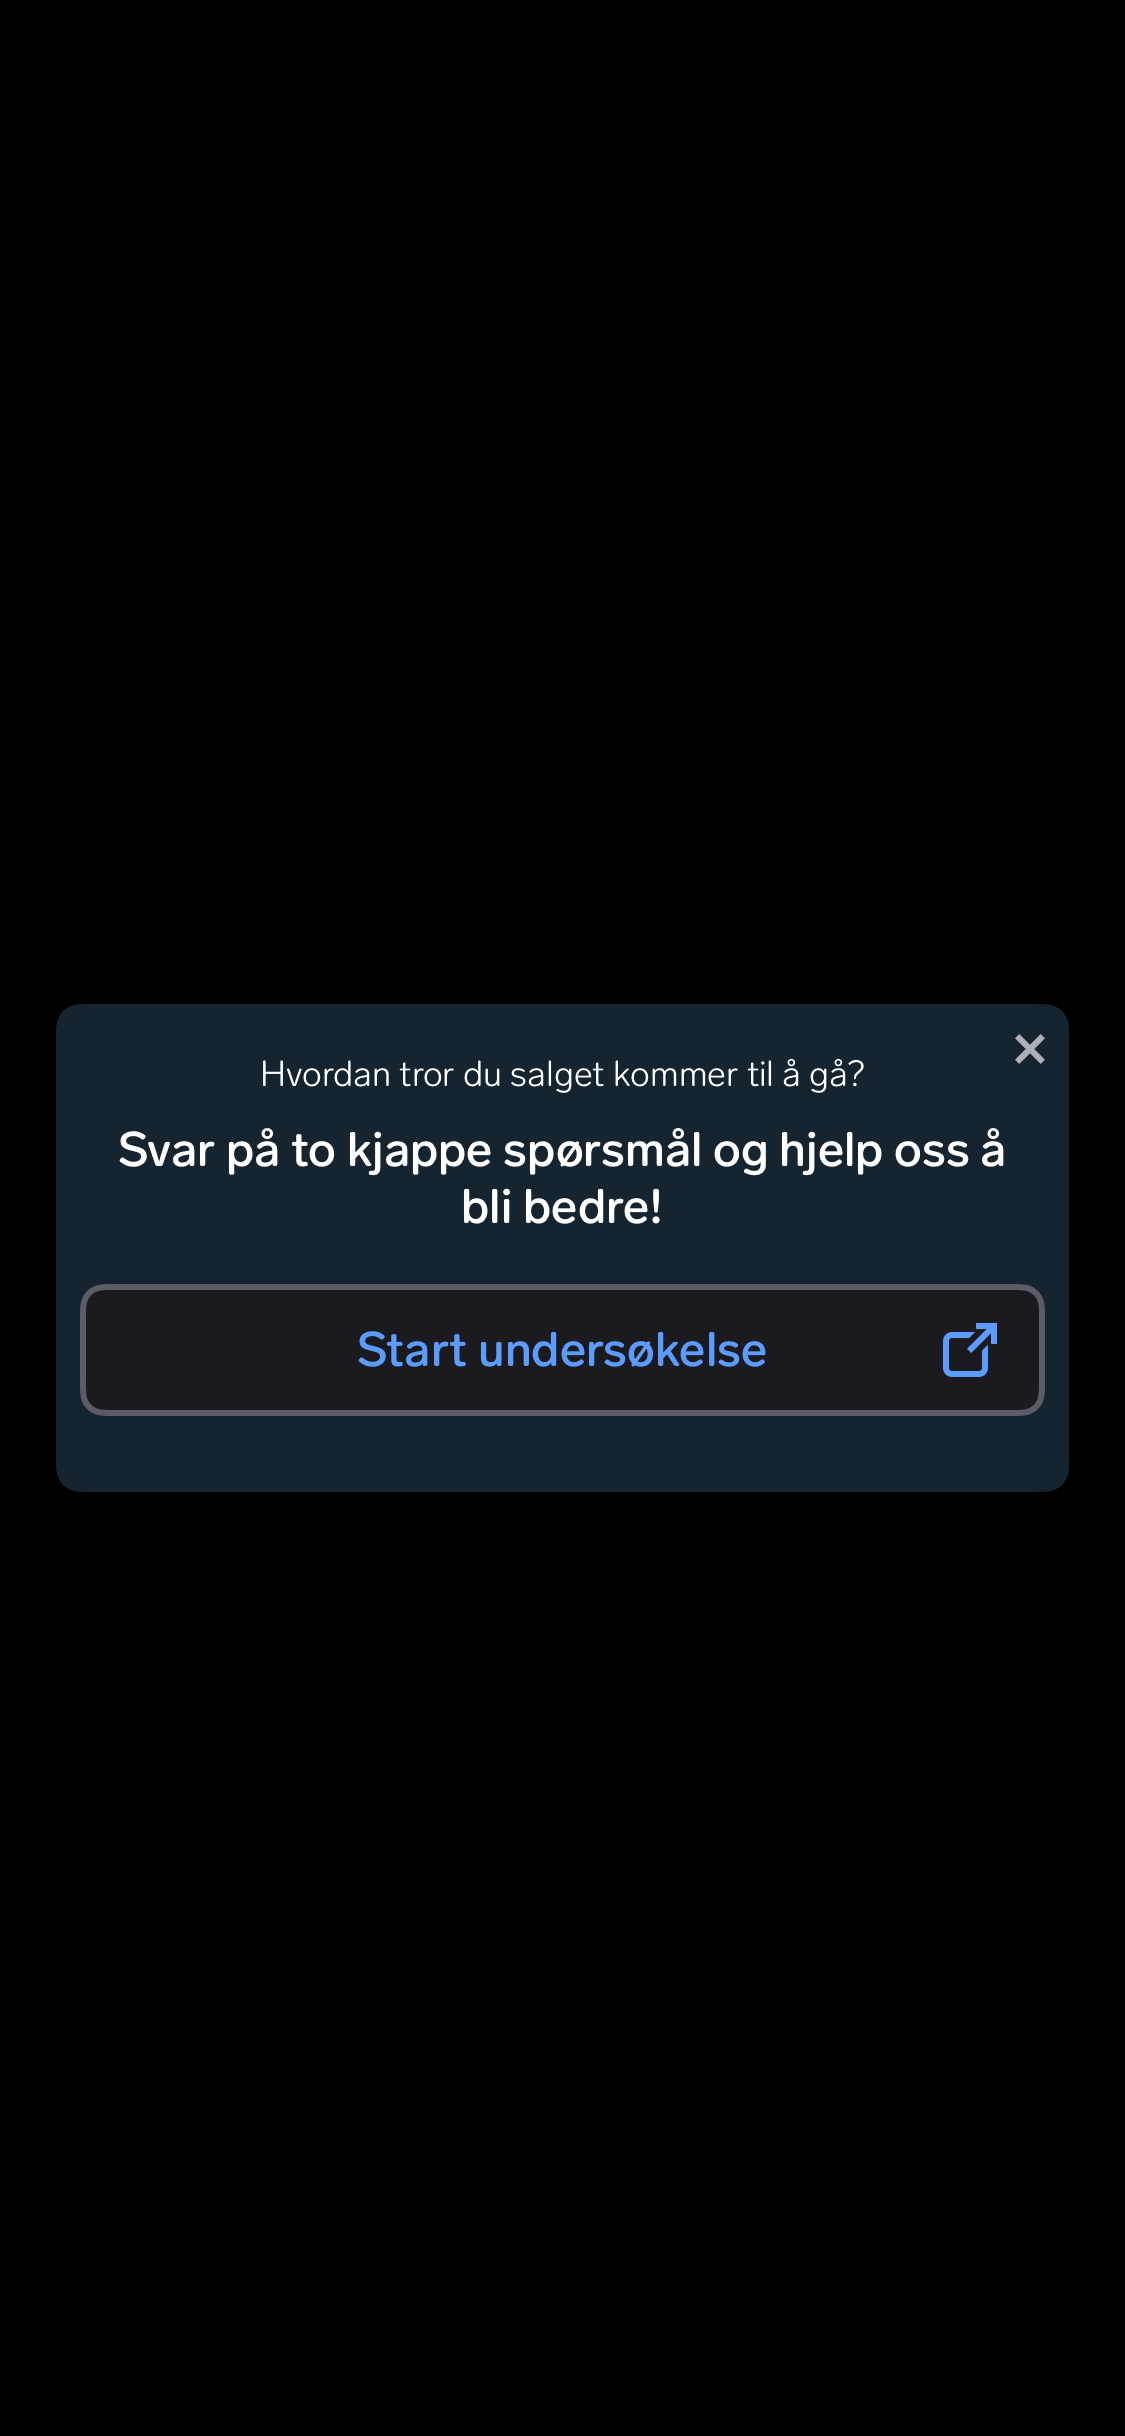 Hvordan tror du salget kommer til å gå?
Svar på to kjappe spørsmål og hjelp oss å
bli bedre!
Start undersøkelse